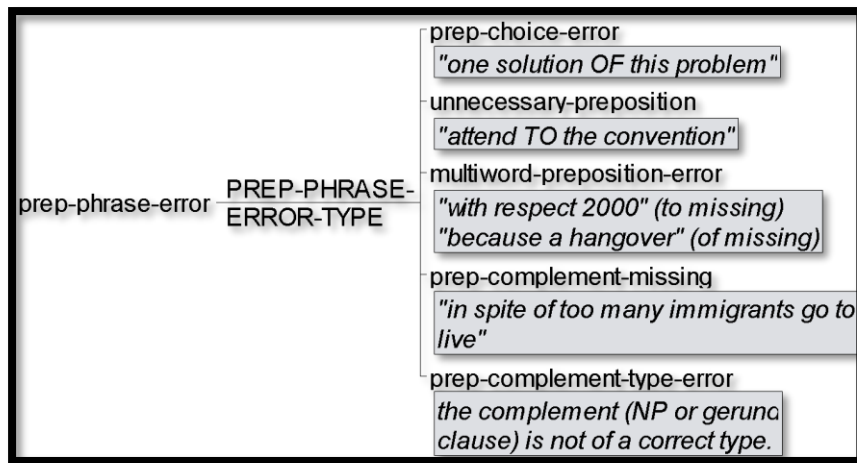 prep-phrase-error
PREP-PHRASE-
ERROR-TYPE
prep-choice-error
"one solution OF this problem"
unnecessary-preposition
"attend TO the convention"
multiword-preposition-error
"with respect 2000" (to missing)
"because a hangover" (of missing)
prep-complement-missing
"in spite of too many immigrants go to
live"
prep-complement-type-error
the complement (NP or gerund
clause) is not of a correct type.